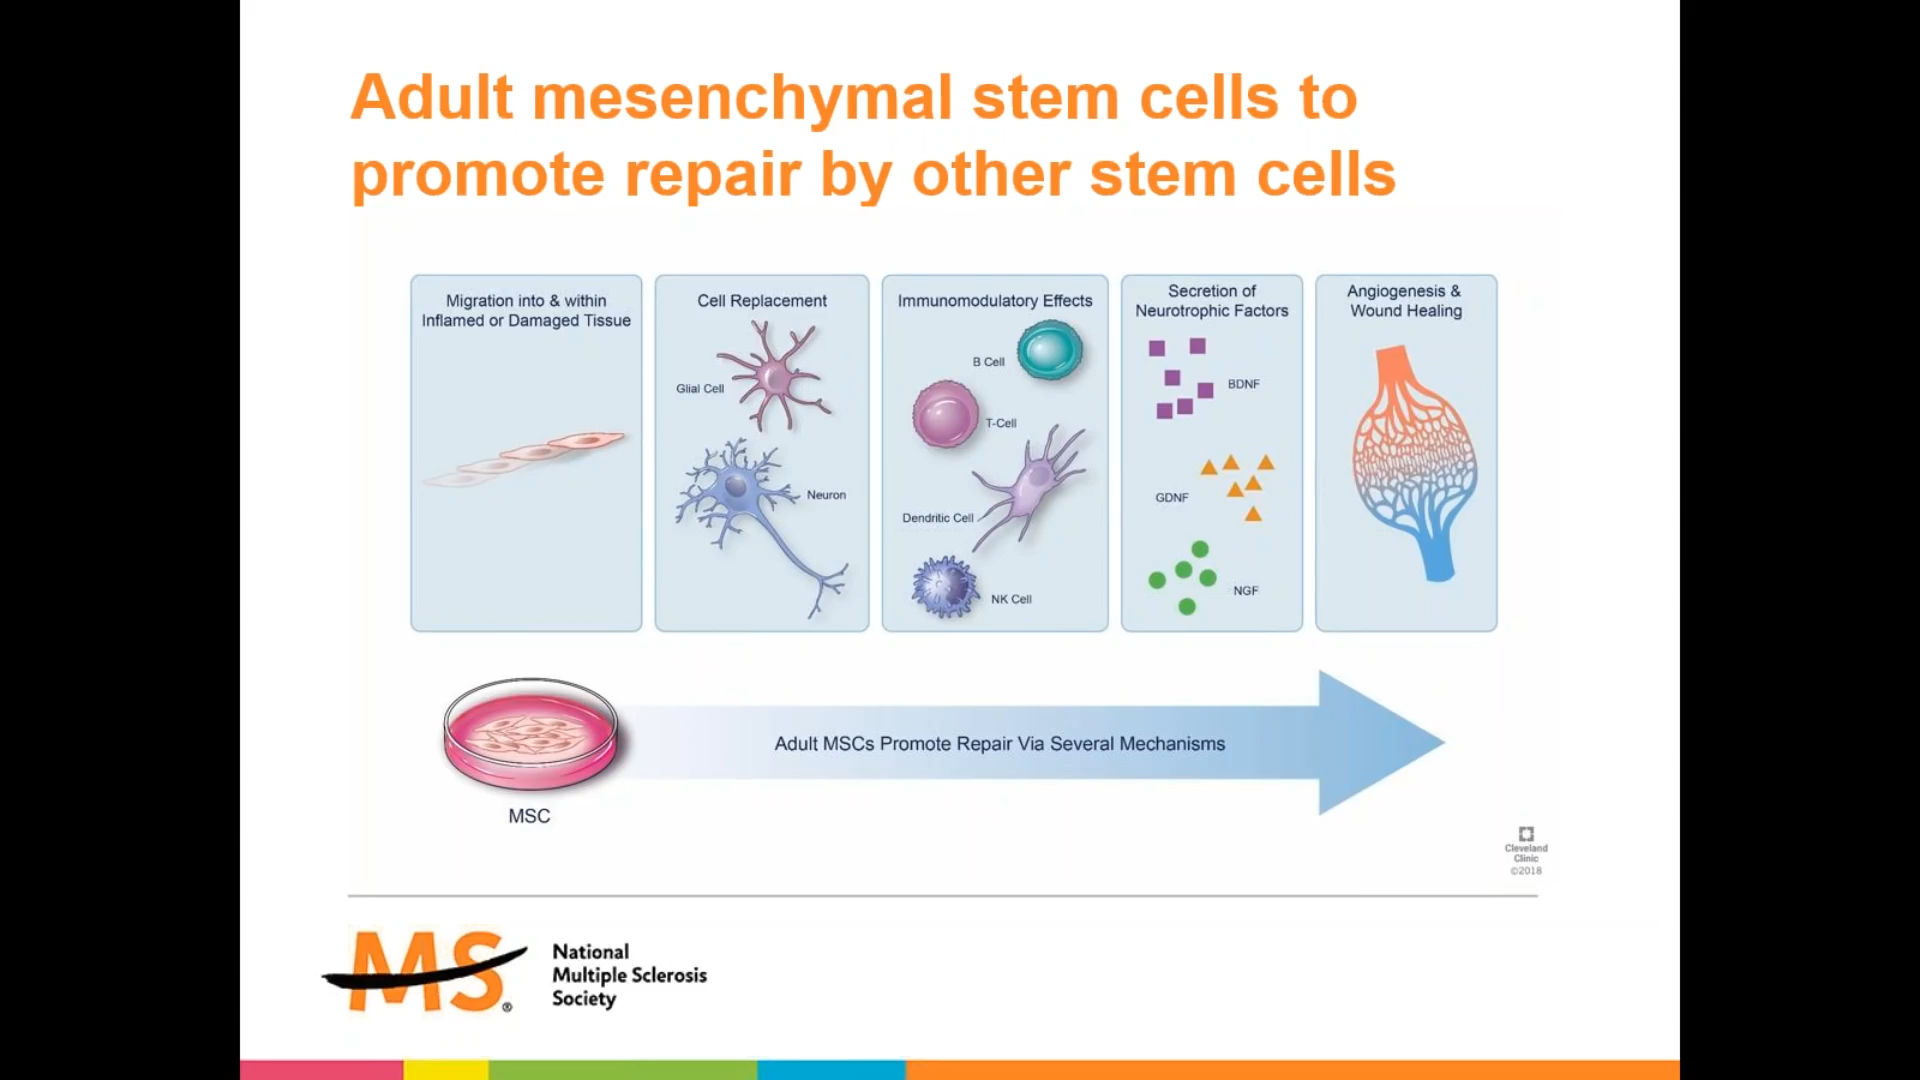 Adult mesenchymal stem cells to
promote repair by other stem cells
Migration into & within
Inflamed or Damaged Tissue
Cell Replacement
Glial Cell
Neuron
Immunomodulatory Effects
B Cell
T-Cell
Dendritic Cell
NK Cell
Secretion of
Neurotrophic Factors
BDNF
GDNF
NGF
Angiogenesis &
Wound Healing
Adult MSCs Promote Repair Via Several Mechanisms
MSC
Cleveland
Clinic
©2018
MS®
National
Multiple Sclerosis
Society